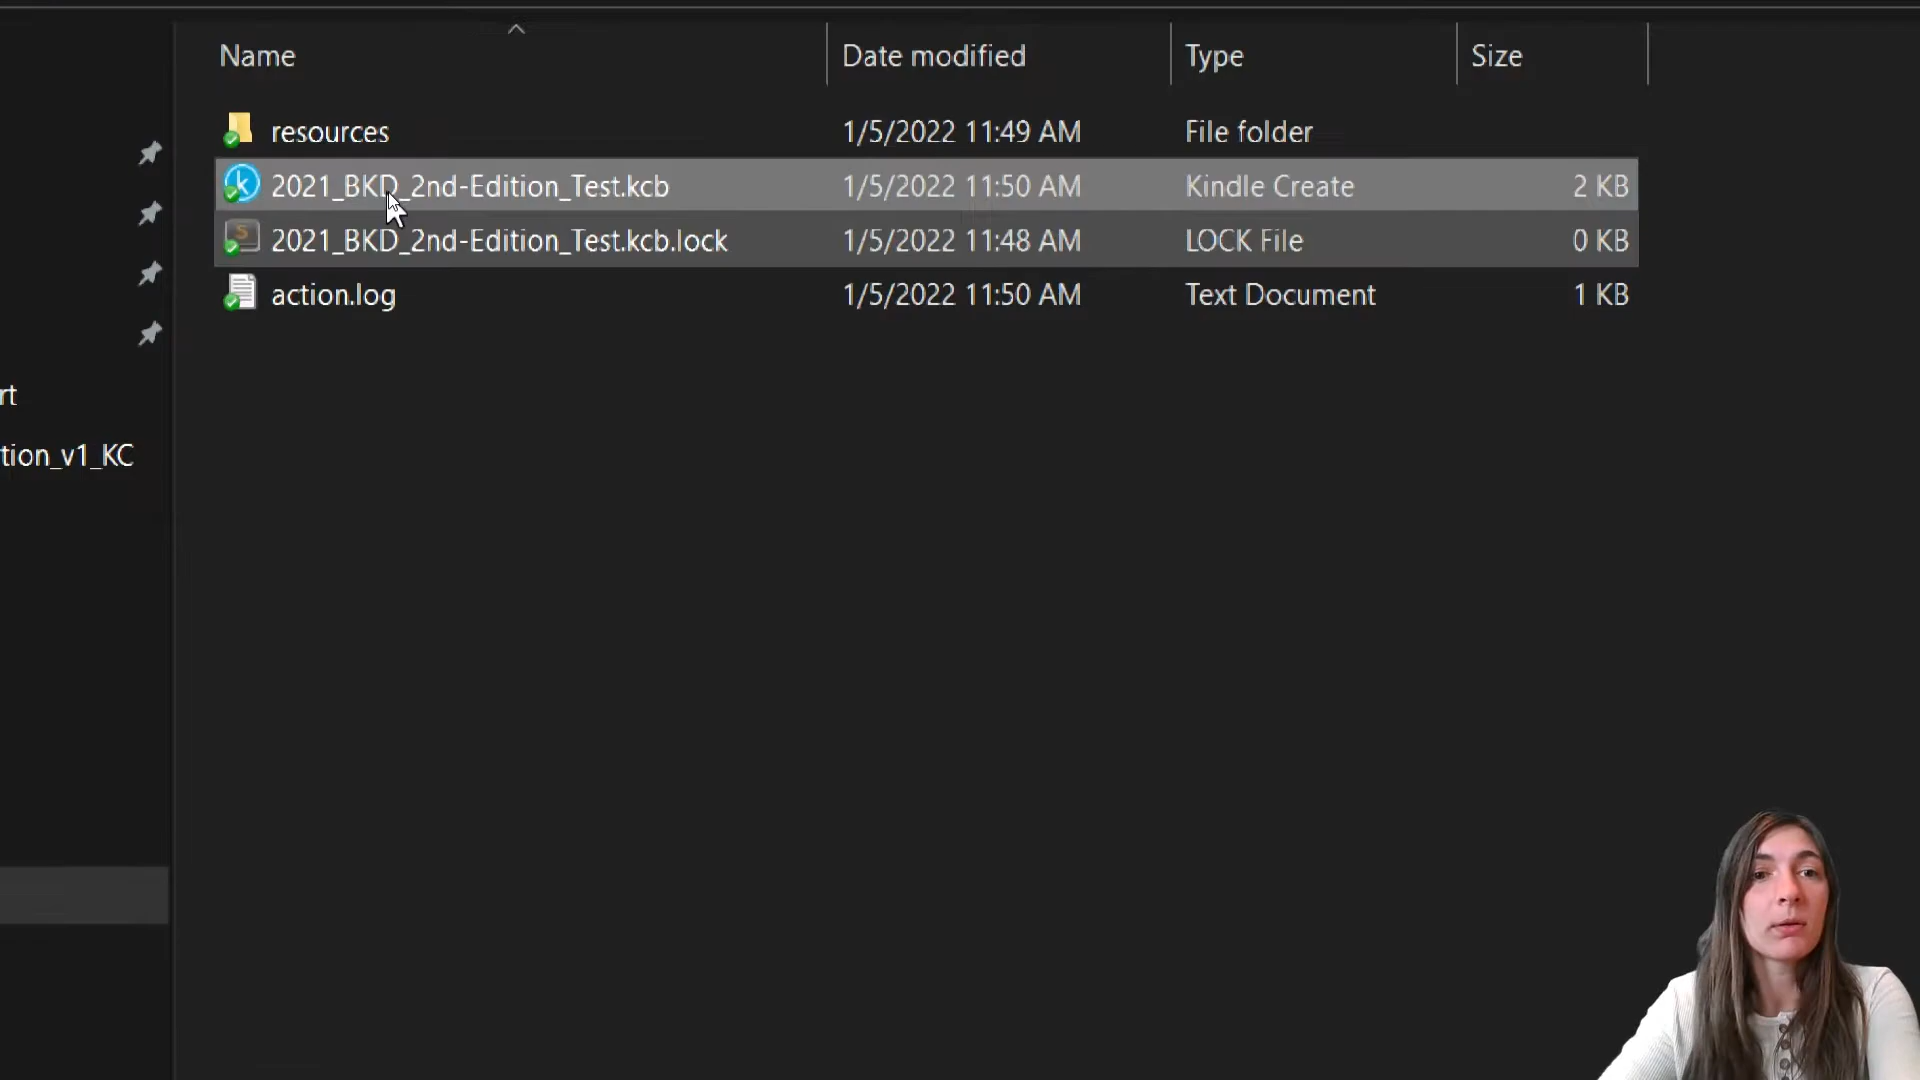 Name Date modified Type Size
resources 1/5/2022 11:49 AM File folder
2021_BKD_2nd-Edition_Test.kcb 1/5/2022 11:50 AM Kindle Create 2 KB
2021_BKD_2nd-Edition_Test.kcb.lock 1/5/2022 11:48 AM LOCK File 0 KB
action.log 1/5/2022 11:50 AM Text Document 1 KB
rt
tion_v1_KC